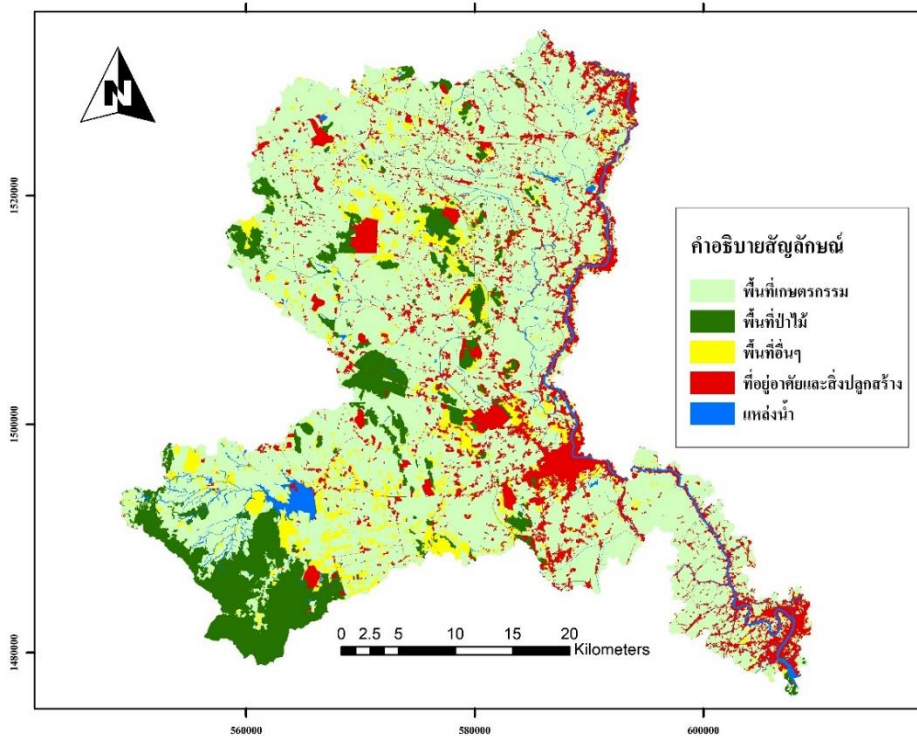 N
1520000
1500000
1480000
คำอธิบายสัญลักษณ์
พื้นที่เกษตรกรรม
พื้นที่ป่าไม้
พื้นที่อื่นๆ
ที่อยู่อาศัยและสิ่งปลูกสร้าง
แหล่งน้ำ
0 2.5 5 10 15 20
Kilometers
560000 580000 600000